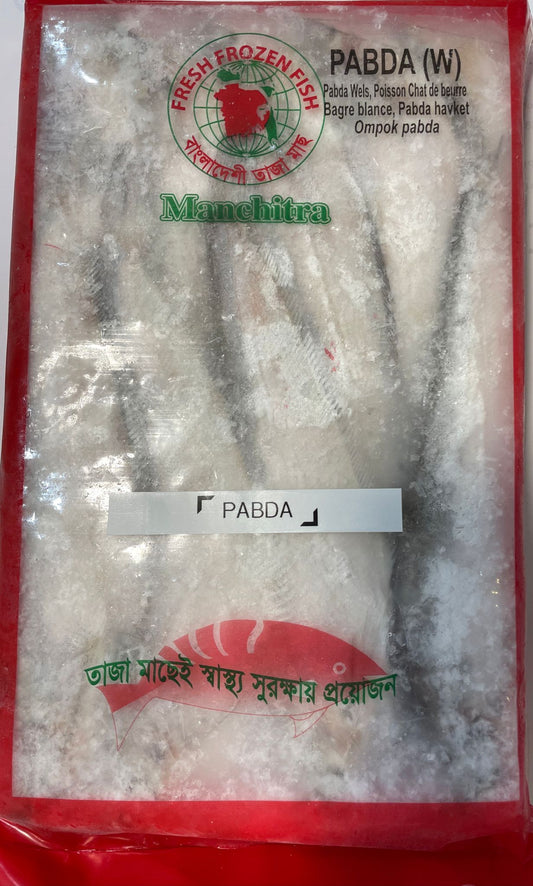 FRESH FROZEN FISH
বাংলাদেশী তাজা মাছ
Manchitra
PABDA (W)
Pabda Wels, Poisson Chat de beurre
Bagre blance, Pabda havket
Ompok pabda
PABDA
তাজা মাছেই স্বাস্থ্য সুরক্ষায় প্রয়োজন